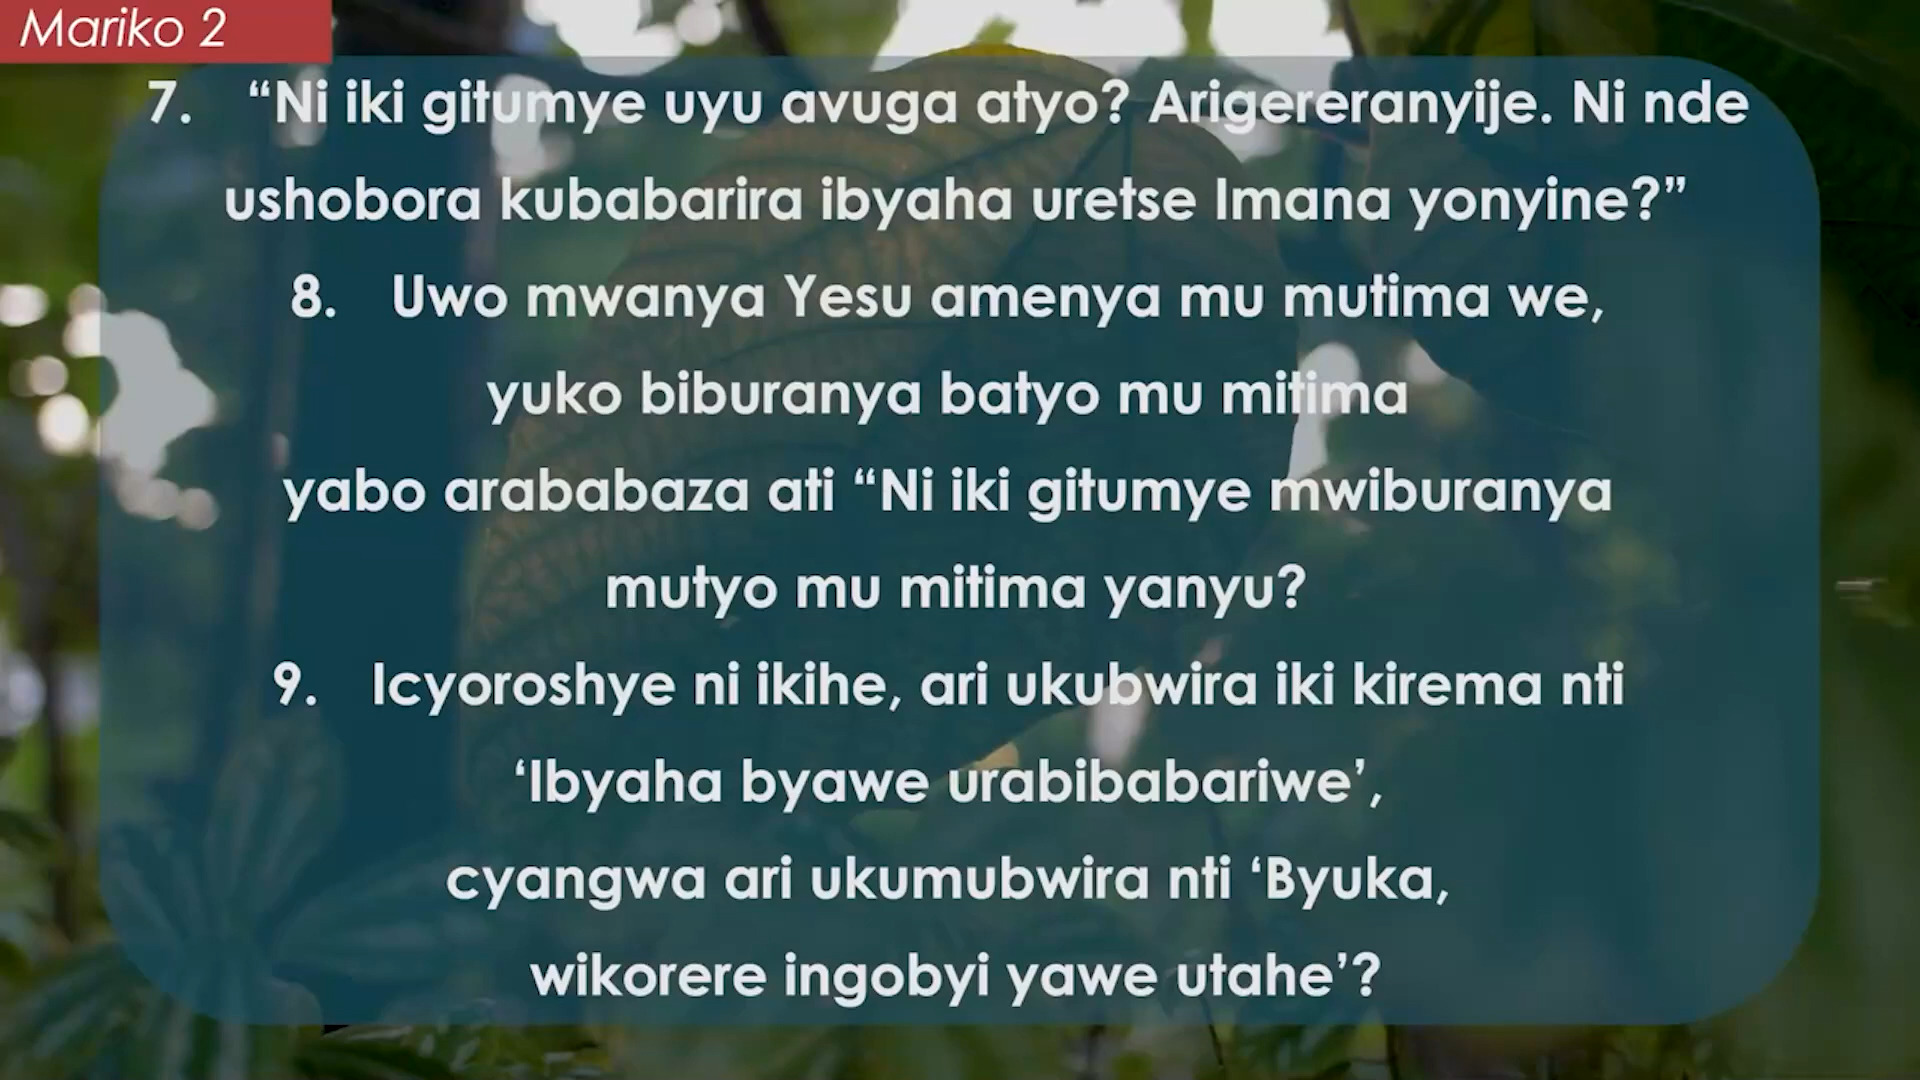 Mariko 2
7. “Ni iki gitumye uyu avuga atyo? Arigereranyije. Ni nde
ushobora kubabarira ibyaha uretse Imana yonyine?”
8. Uwo mwanya Yesu amenya mu mutima we,
yuko biburanya batyo mu mitima
yabo arababaza ati “Ni iki gitumye mwiburanya
mutyo mu mitima yanyu?
9. Icyoroshye ni ikihe, ari ukubwira iki kirema nti
‘Ibyaha byawe urabibabariwe’,
cyangwa ari ukumubwira nti ‘Byuka,
wikorere ingobyi yawe utahe’?